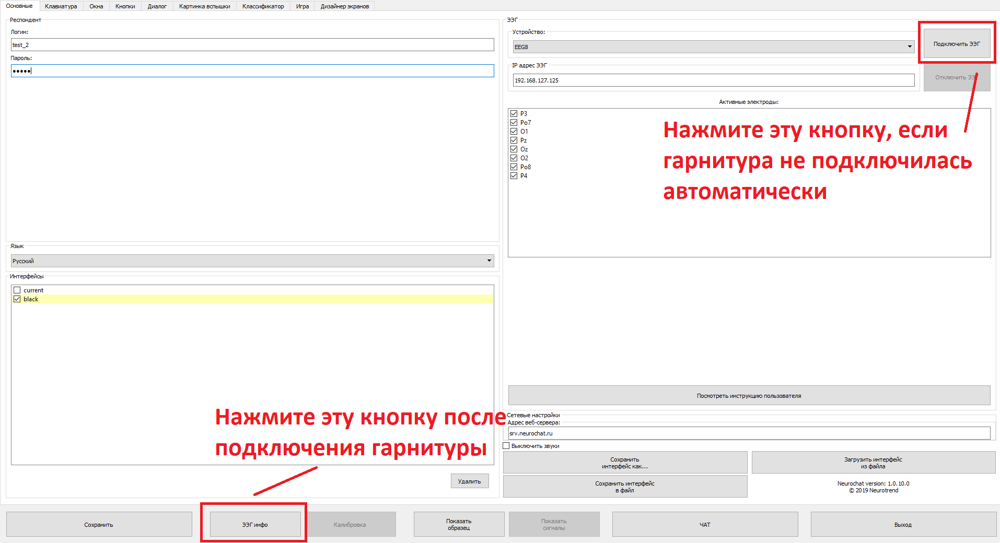 Основные
Клавиатура
Окна
Кнопки
Диалог
Картинка вспышки
Классификатор
Игра
Дизайнер экранов
Респондент
Логин:
test_2
Пароль:
•••••
Язык
Русский
Интерфейсы
current
black
Нажмите эту кнопку после
подключения гарнитуры
Удалить
ЭЭГ
Устройство:
EEG8
Подключить ЭЭГ
IP адрес ЭЭГ
192.168.127.125
Отключить ЭЭГ
Активные электроды:
P3
Po7
O1
Pz
Oz
O2
Po8
P4
Нажмите эту кнопку, если
гарнитура не подключилась
автоматически
Посмотреть инструкцию пользователя
Сетевые настройки
Адрес веб-сервера:
srv.neurochat.ru
Выключить звуки
Сохранить
интерфейс как...
Загрузить интерфейс
из файла
Сохранить интерфейс
в файл
Neurochat version: 1.0.10.0
© 2019 Neurotrend
Сохранить
ЭЭГ инфо
Калибровка
Показать
образец
Показать
сигналы
ЧАТ
Выход